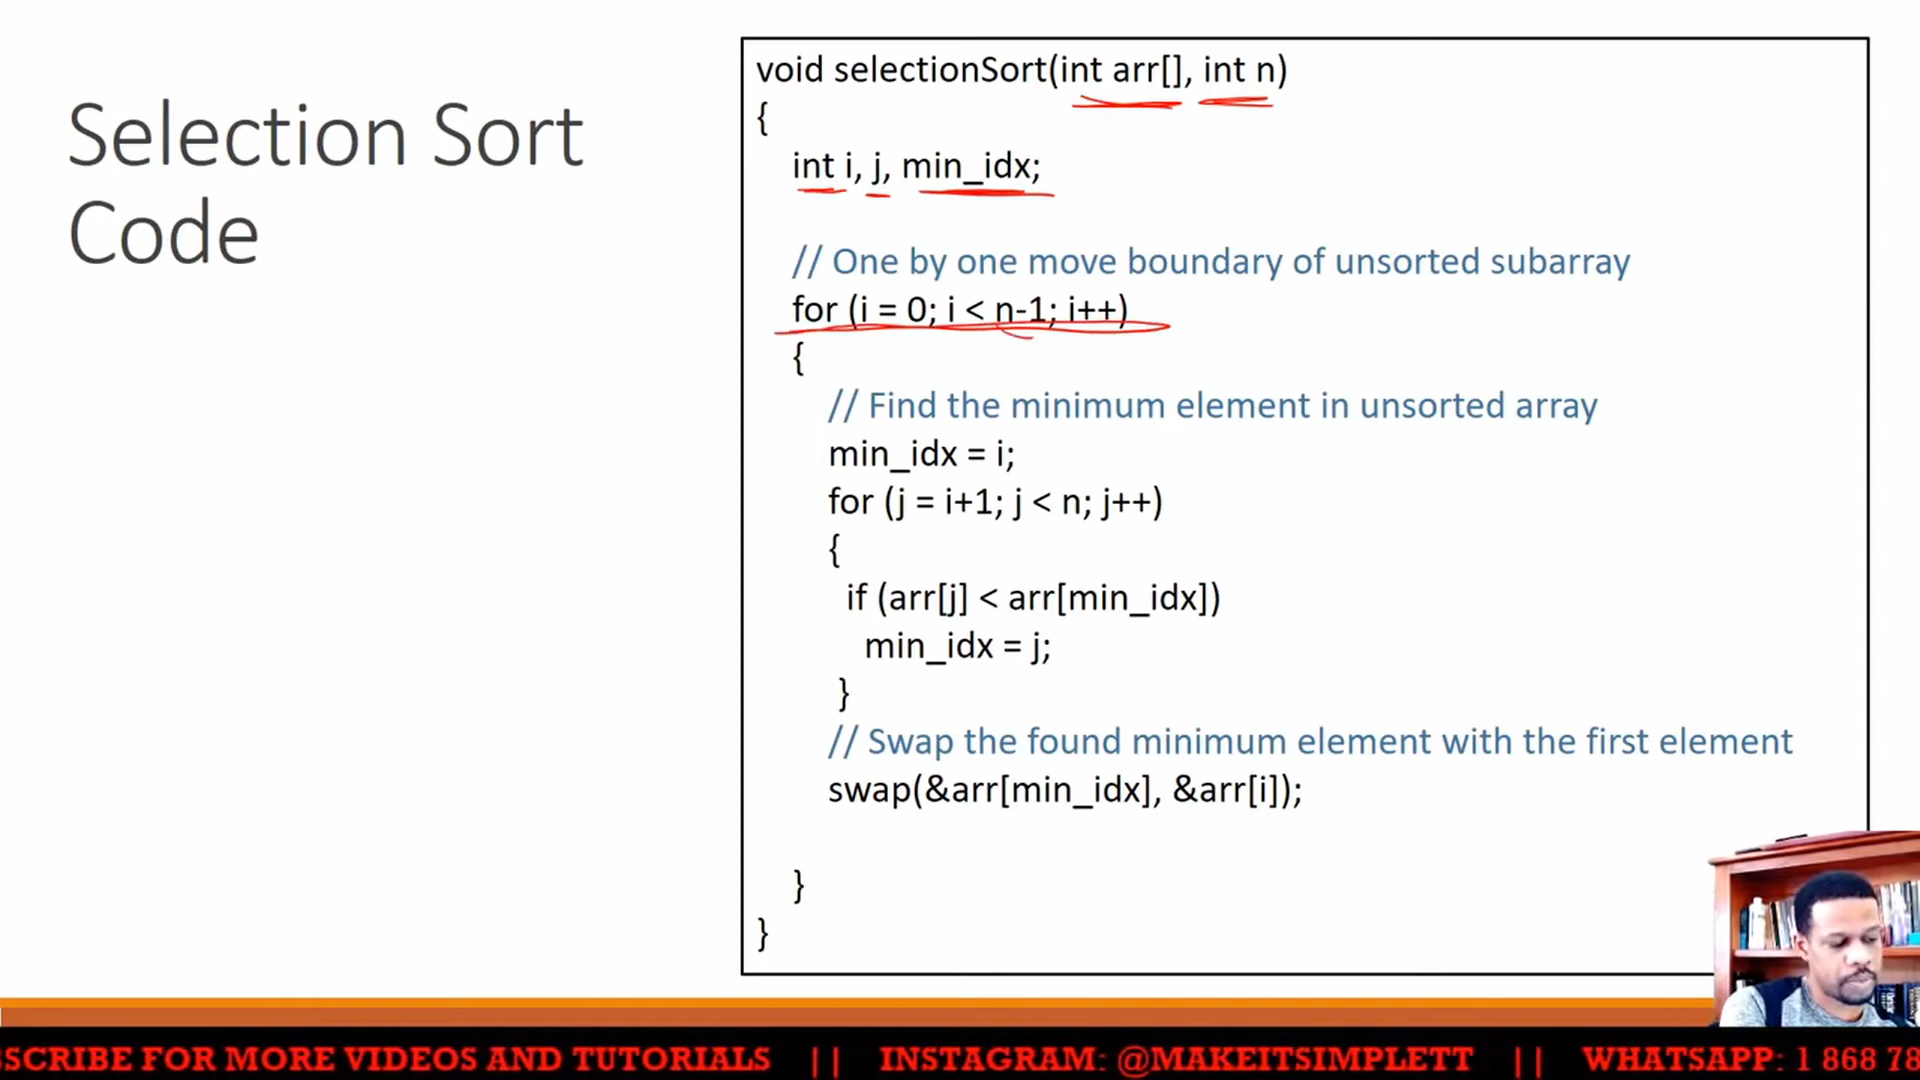 Selection Sort
Code
void selectionSort(int arr[], int n)
{
int i, j, min_idx;
// One by one move boundary of unsorted subarray
for (i = 0; i < n-1; i++)
{
// Find the minimum element in unsorted array
min_idx = i;
for (j = i+1; j < n; j++)
{
if (arr[j] < arr[min_idx])
min_idx = j;
}
// Swap the found minimum element with the first element
swap(&arr[min_idx], &arr[i]);
}
}
SCRIBE FOR MORE VIDEOS AND TUTORIALS || INSTAGRAM: @MAKEITSIMPLETT || WHATSAPP: 1 868 78